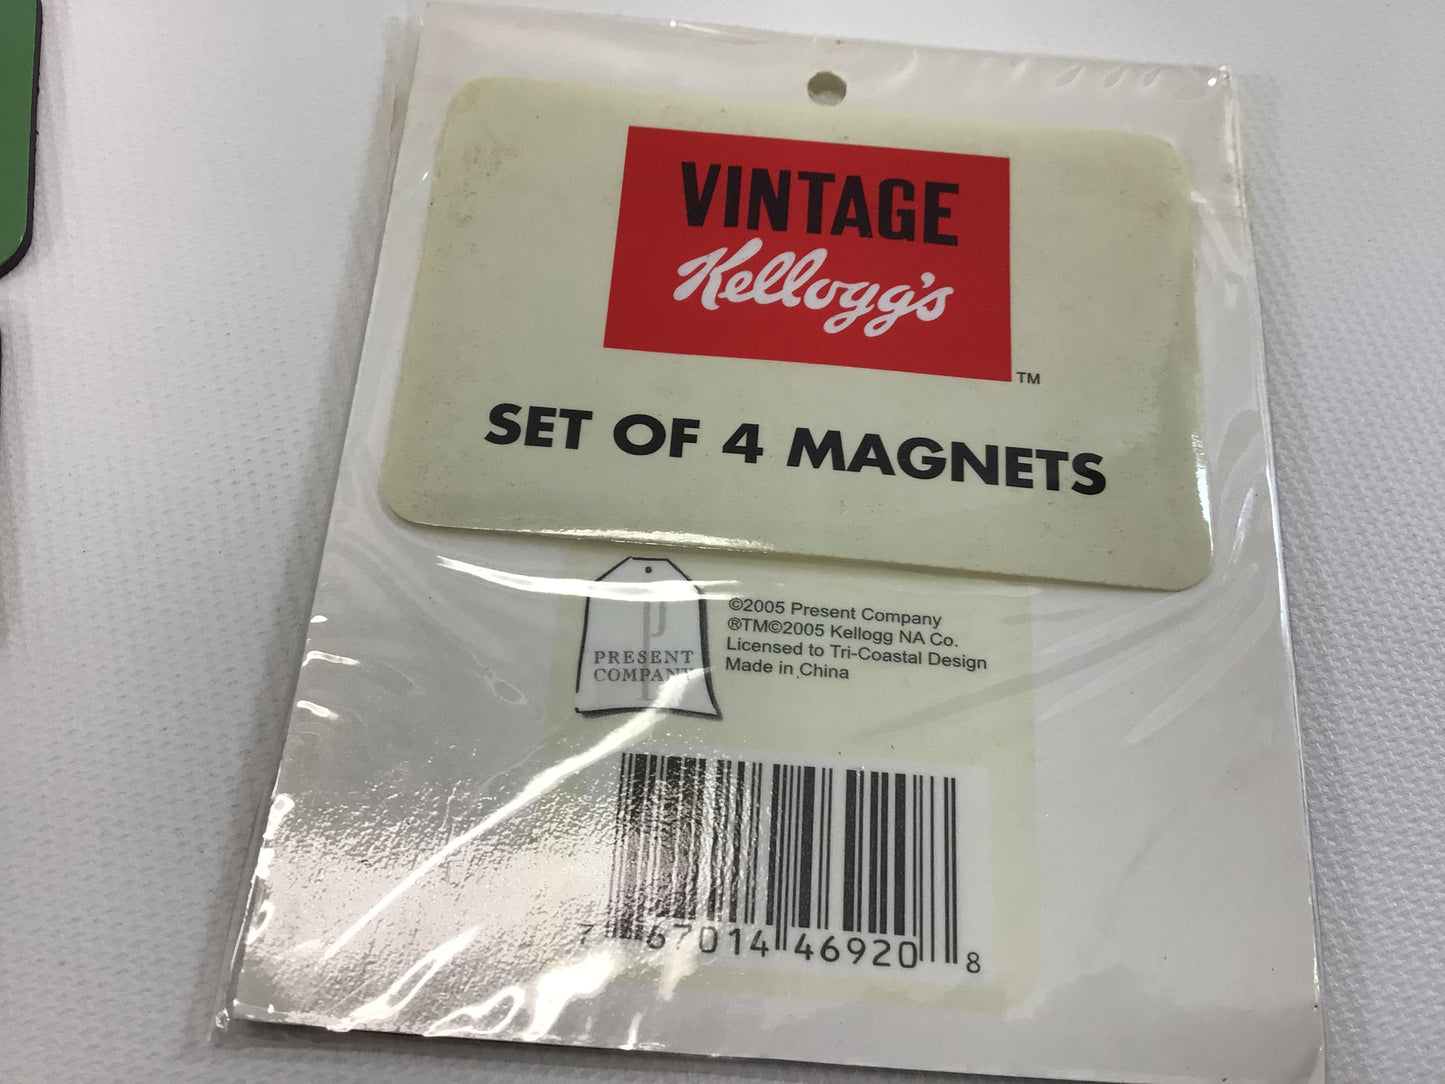 VINTAGE
Kellogg's
TM
SET OF 4 MAGNETS
P
PRESENT
COMPANY
©2005 Present Company
®TM©2005 Kellogg NA Co.
Licensed to Tri-Coastal Design
Made in China
7 67014 46920 8